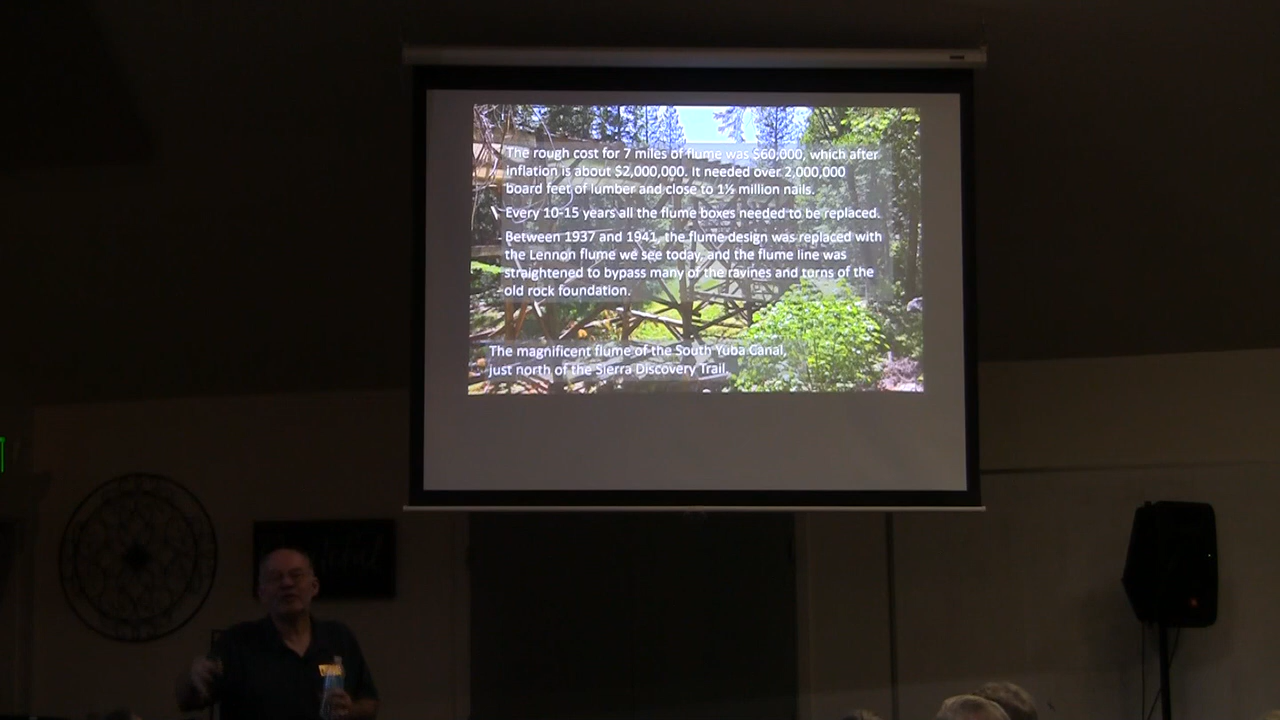 The rough cost for 7 miles of flume was $60,000, which after
inflation is about $2,000,000. It needed over 2,000,000
board feet of lumber and close to 1½ million nails.
Every 10-15 years all the flume boxes needed to be replaced.
Between 1937 and 1941, the flume design was replaced with
the Lennon flume we see today, and the flume line was
straightened to bypass many of the ravines and turns of the
old rock foundation.
The magnificent flume of the South Yuba Canal,
just north of the Sierra Discovery Trail.